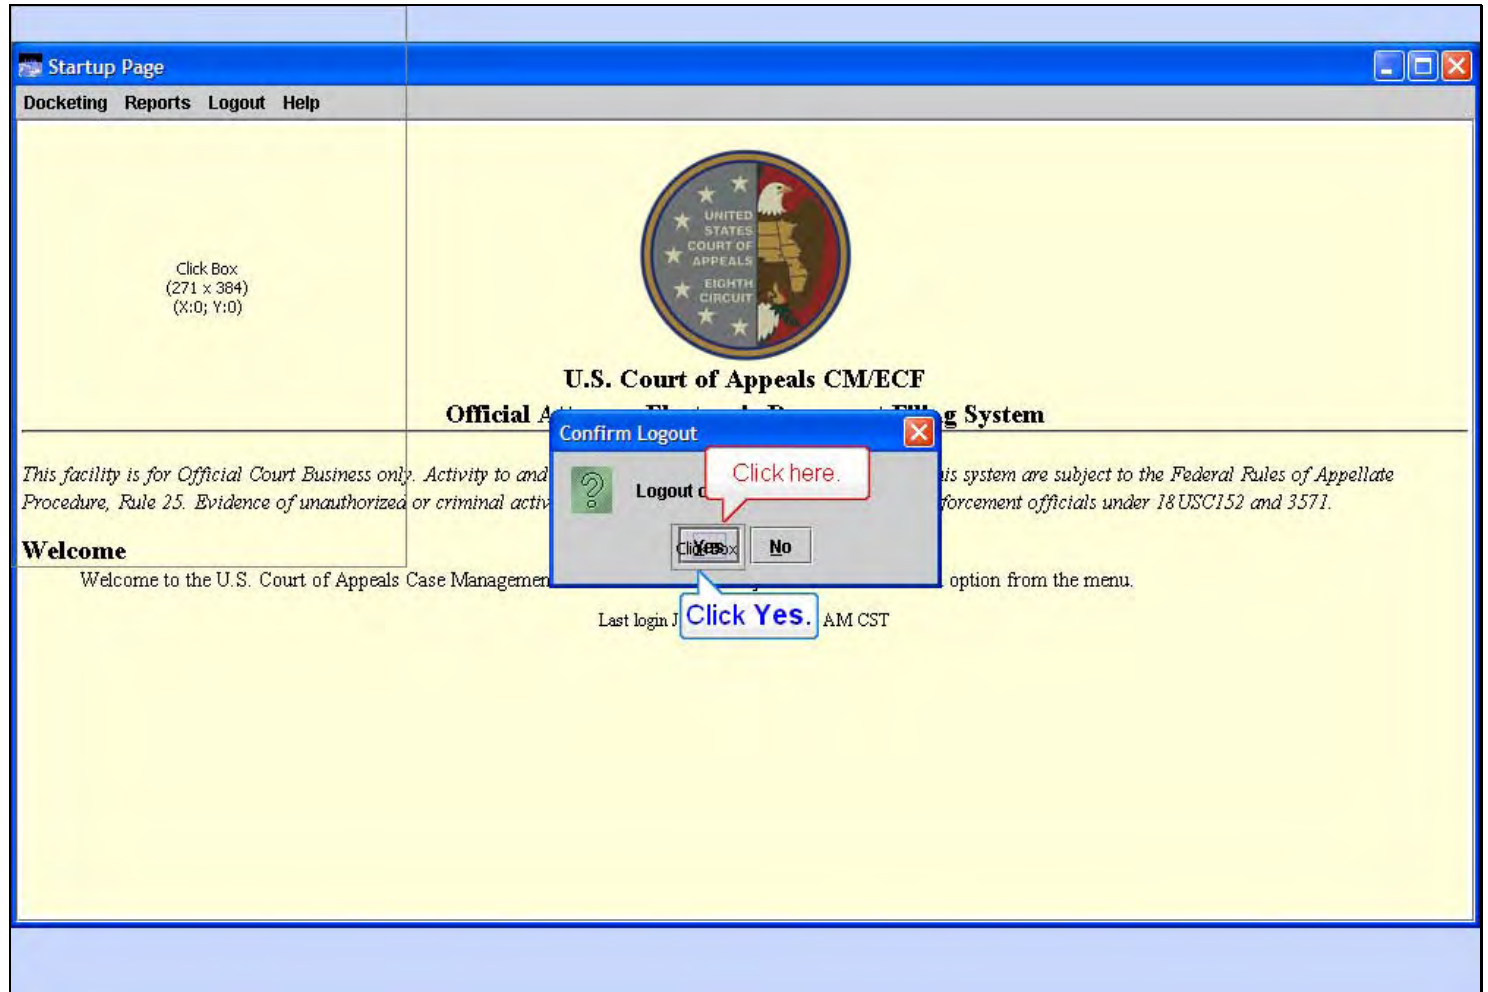 Startup Page
Docketing Reports Logout Help
Click Box
(271 x 384)
(X:0; Y:0)
UNITED
STATES
COURT OF
APPEALS
EIGHTH
CIRCUIT
U.S. Court of Appeals CM/ECF
Official g System
Confirm Logout
This facility is for Official Court Business only. Activity to and is system are subject to the Federal Rules of Appellate
Click here.
Logout
Procedure, Rule 25. Evidence of unauthorized or criminal activ forcement officials under 18 USC152 and 3571.
Yes No
Welcome
Welcome to the U.S. Court of Appeals Case Managemen option from the menu.
Last login J AM CST
Click Yes.